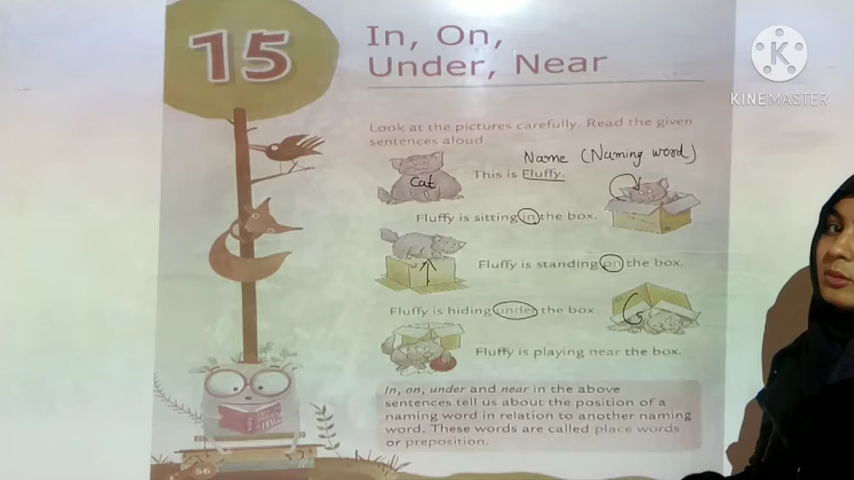 15
In, On,
Under, Near
KINEMASTER
Look at the pictures carefully. Read the given
sentences aloud.
Name (Naming word)
Cat
This is Fluffy.
Fluffy is sitting in the box.
Fluffy is standing on the box.
Fluffy is hiding under the box.
Fluffy is playing near the box.
In, on, under and near in the above
sentences tell us about the position of a
naming word in relation to another naming
word. These words are called place words
or preposition.
56